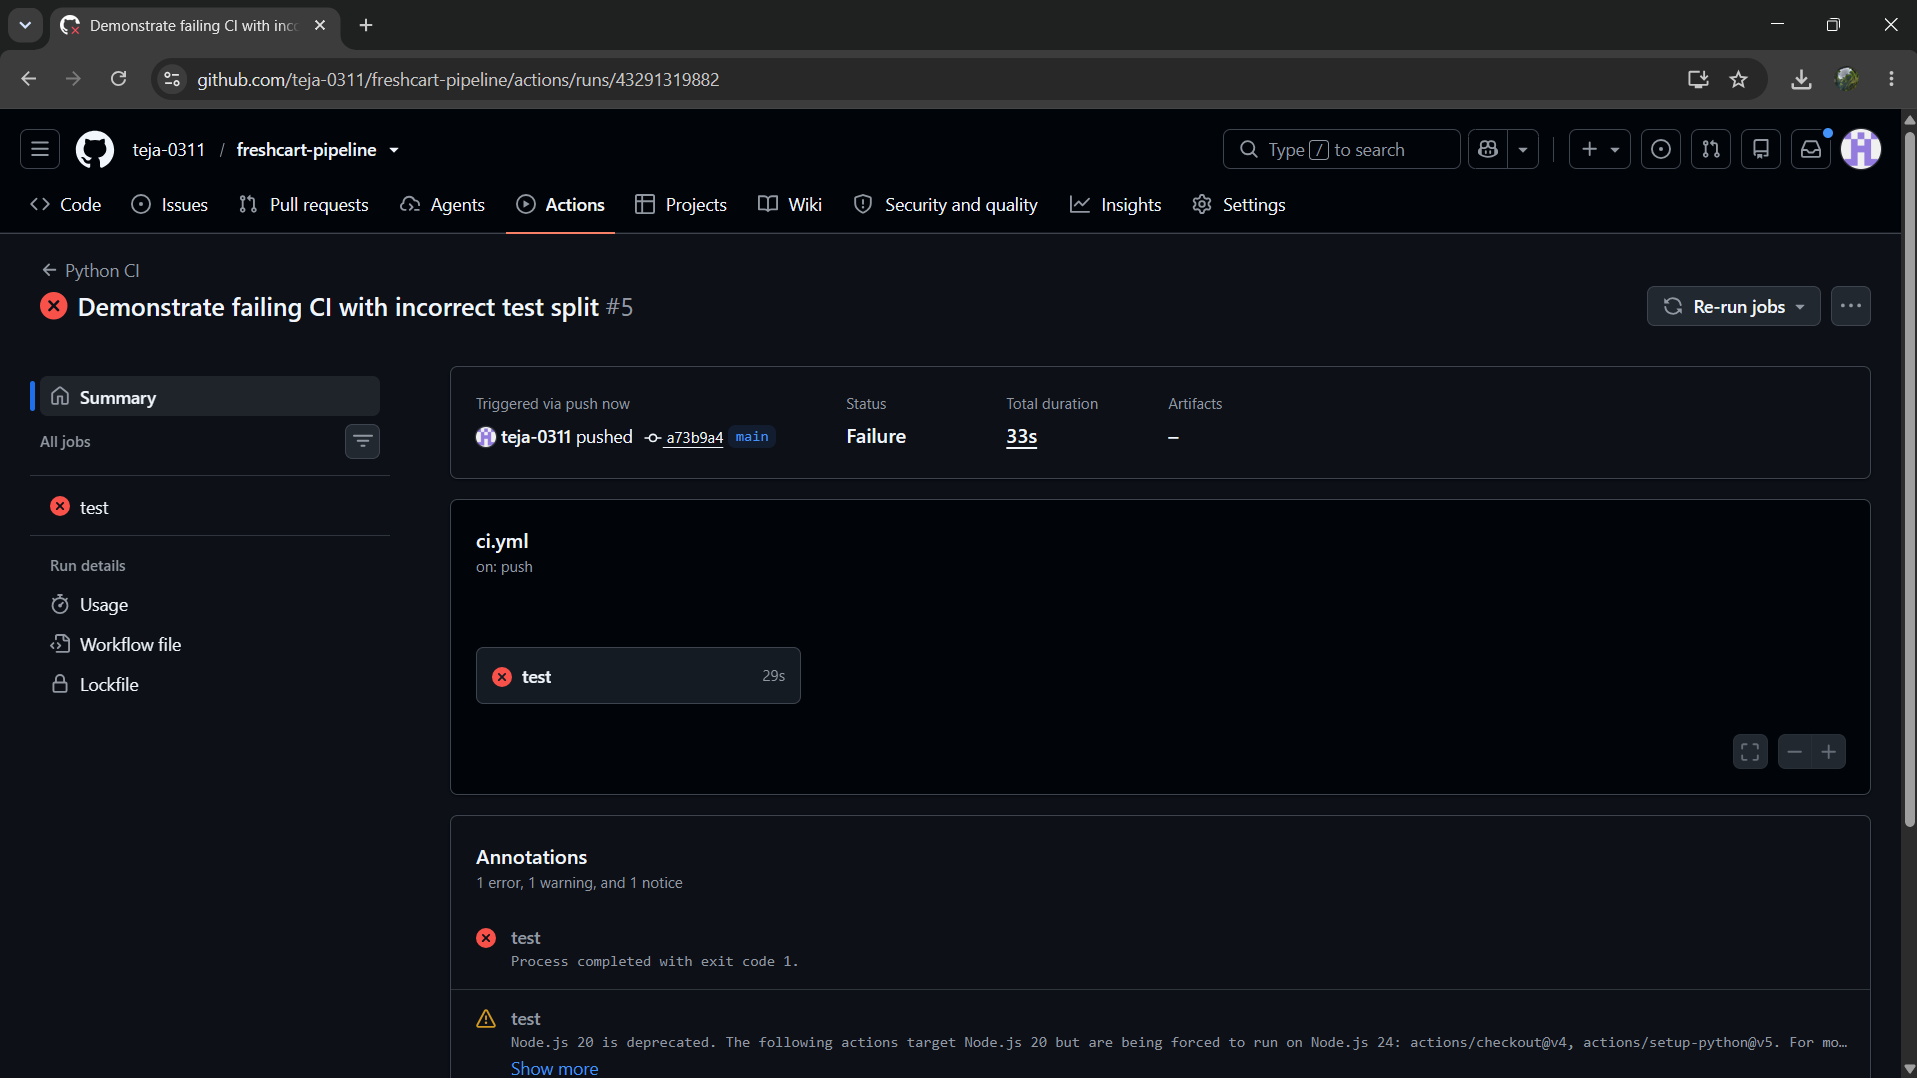 Demonstrate failing CI with inc
github.com/teja-0311/freshcart-pipeline/actions/runs/43291319882
teja-0311 / freshcart-pipeline
Type / to search
Code Issues Pull requests Agents Actions Projects Wiki Security and quality Insights Settings
Python CI
Demonstrate failing CI with incorrect test split #5
Re-run jobs
Summary
All jobs
test
Run details
Usage
Workflow file
Lockfile
Triggered via push now
teja-0311 pushed a73b9a4 main
Status
Failure
Total duration
33s
Artifacts
–
ci.yml
on: push
test 29s
Annotations
1 error, 1 warning, and 1 notice
test
Process completed with exit code 1.
test
Node.js 20 is deprecated. The following actions target Node.js 20 but are being forced to run on Node.js 24: actions/checkout@v4, actions/setup-python@v5. For mo…
Show more